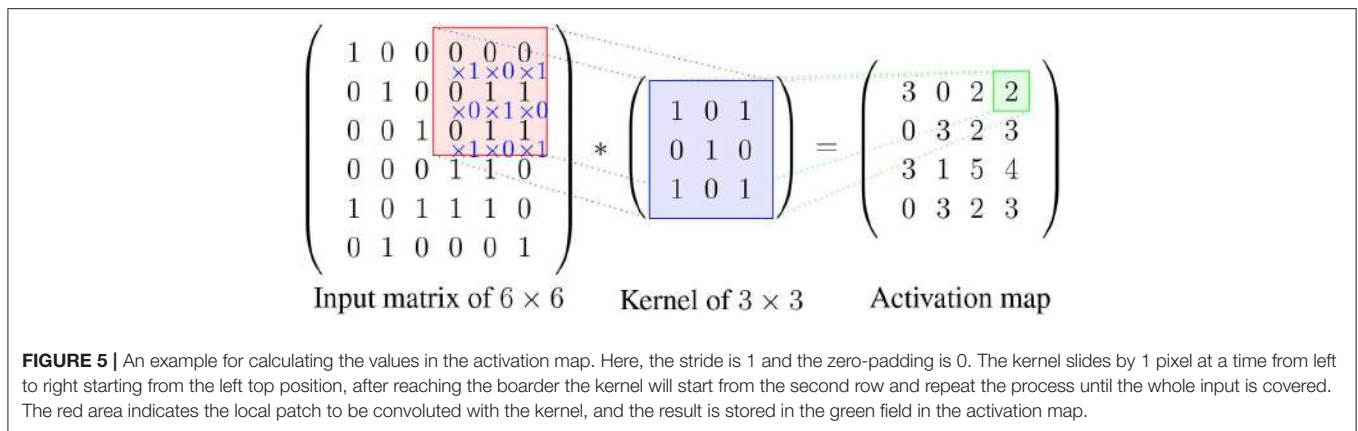 1 0 0 0 0 0
×1×0×1
0 1 0 0 1 1
×0×1×0
0 0 1 0 1 1
×1×0×1
0 0 0 1 1 0
1 0 1 1 1 0
0 1 0 0 0 1
*
1 0 1
0 1 0
1 0 1
=
3 0 2 2
0 3 2 3
3 1 5 4
0 3 2 3
Input matrix of 6 × 6
Kernel of 3 × 3
Activation map
FIGURE 5 | An example for calculating the values in the activation map. Here, the stride is 1 and the zero-padding is 0. The kernel slides by 1 pixel at a time from left
to right starting from the left top position, after reaching the boarder the kernel will start from the second row and repeat the process until the whole input is covered.
The red area indicates the local patch to be convoluted with the kernel, and the result is stored in the green field in the activation map.